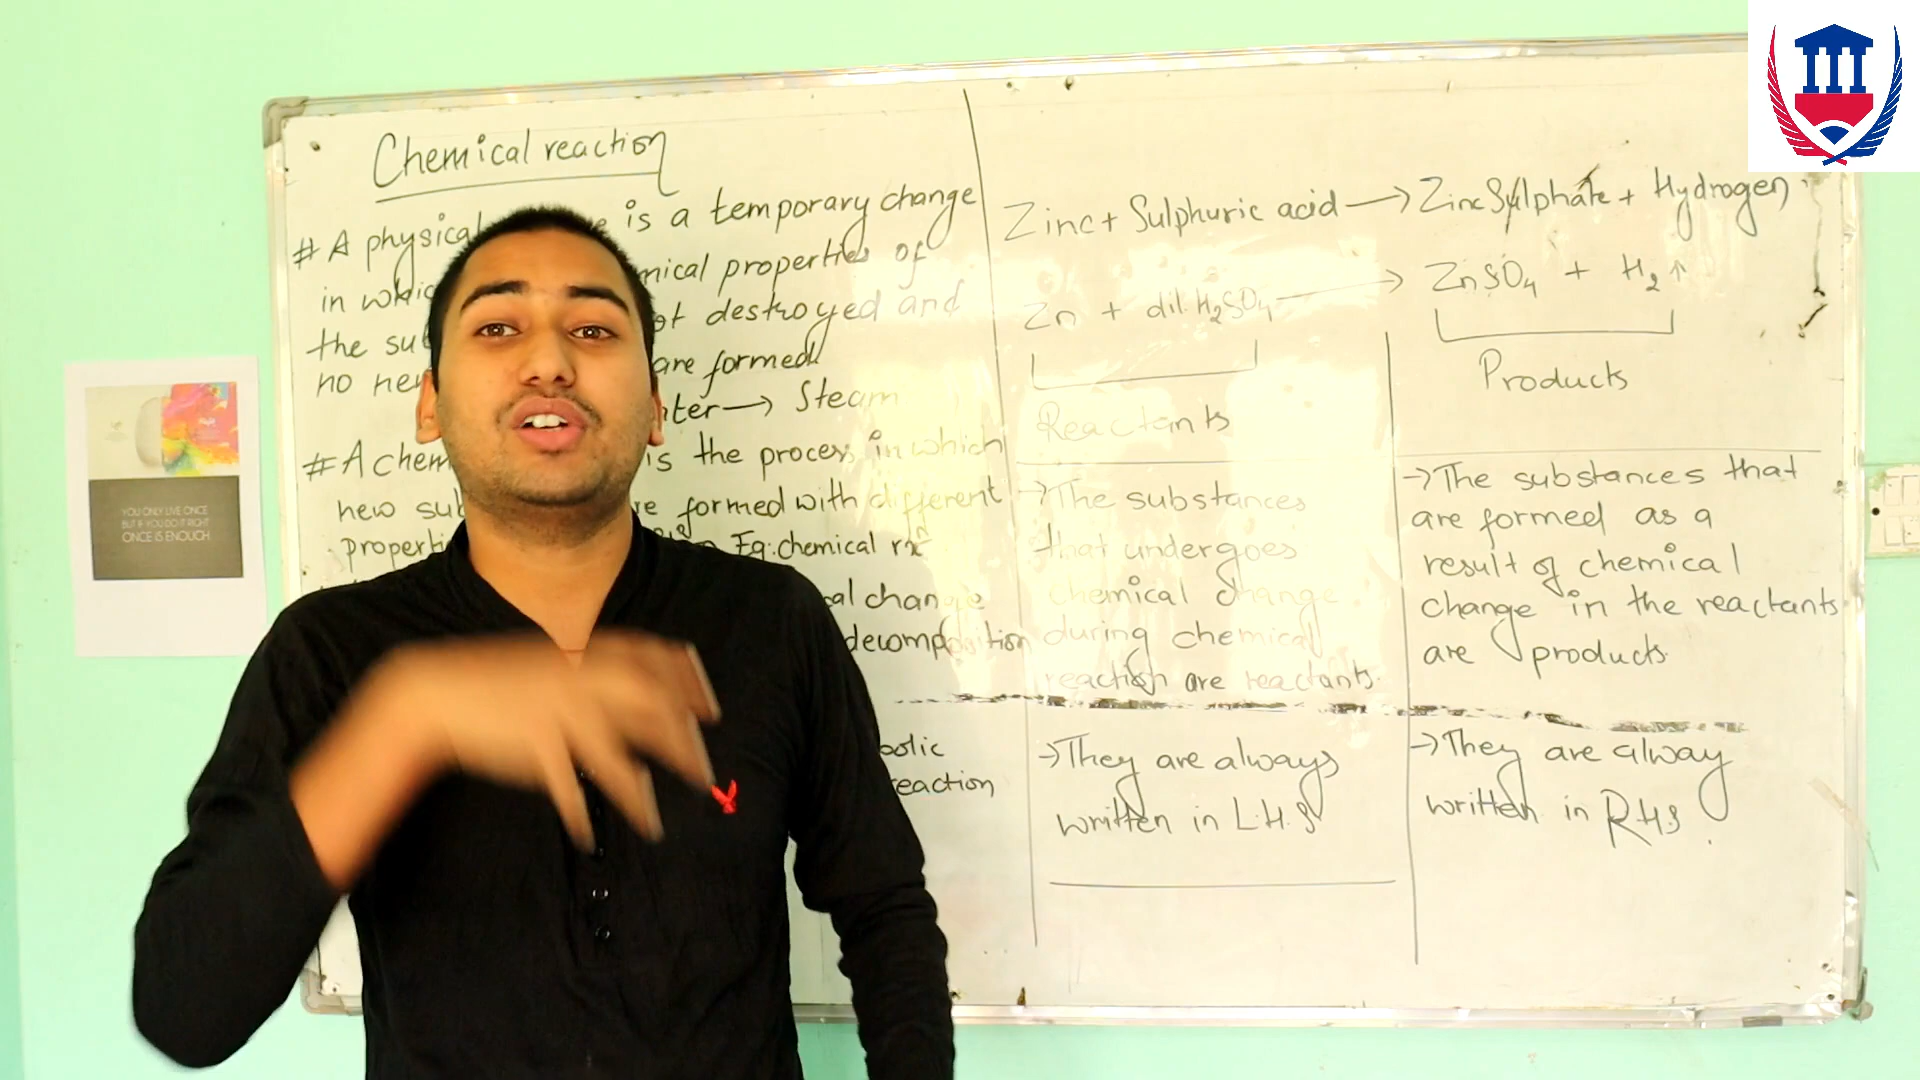 Chemical reaction
# A physical is a temporary change
in which mical properties of
the sub ot destroyed and
no new are formed
ater → Steam
# A chem is the process in which
new sub re formed with different
properti Eg: chemical rxn
cal change
decomposition
bolic
reaction
Zinc + Sulphuric acid → Zinc Sulphate + Hydrogen
Zn + dil. H₂SO₄ → ZnSO₄ + H₂ ↑
Reactants
Products
→ The substances
that undergoes
chemical change
during chemical
reaction are reactants.
→ They are always
written in L.H.S
→ The substances that
are formed as a
result of chemical
change in the reactants
are products.
→ They are alway
written in R.H.S
YOU ONLY LIVE ONCE
BUT IF YOU DO IT RIGHT
ONCE IS ENOUGH